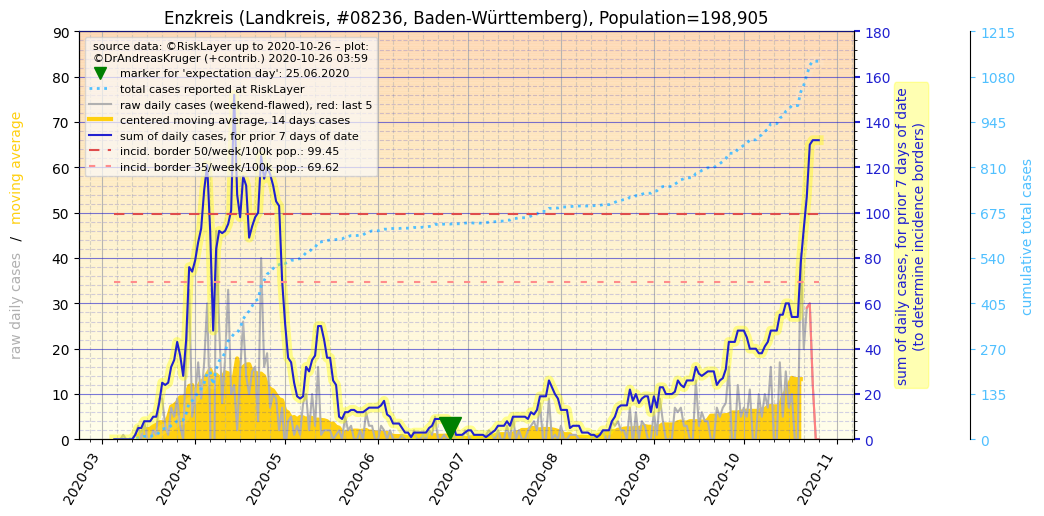 Enzkreis (Landkreis, #08236, Baden-Württemberg), Population=198,905
source data: ©RiskLayer up to 2020-10-26 – plot:
©DrAndreasKruger (+contrib.) 2020-10-26 03:59
marker for 'expectation day': 25.06.2020
total cases reported at RiskLayer
raw daily cases (weekend-flawed), red: last 5
centered moving average, 14 days cases
sum of daily cases, for prior 7 days of date
incid. border 50/week/100k pop.: 99.45
incid. border 35/week/100k pop.: 69.62
raw daily cases / moving average
90
80
70
60
50
40
30
20
10
0
180
160
140
120
100
80
60
40
20
0
sum of daily cases, for prior 7 days of date
(to determine incidence borders)
1215
1080
945
810
675
540
405
270
135
0
cumulative total cases
2020-03
2020-04
2020-05
2020-06
2020-07
2020-08
2020-09
2020-10
2020-11